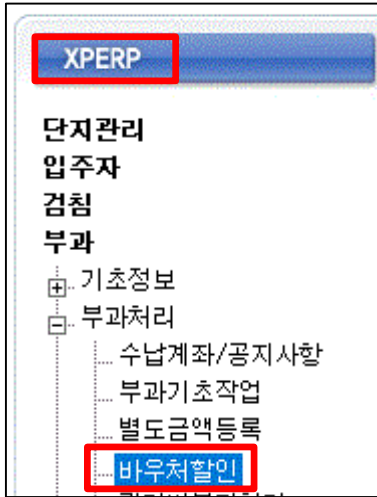 XPERP
단지관리
입주자
검침
부과
기초정보
부과처리
수납계좌/공지사항
부과기초작업
별도금액등록
바우처할인